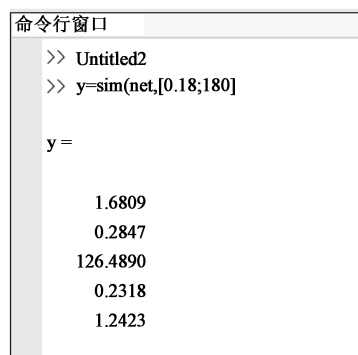 命令行窗口
>> Untitled2
>> y=sim(net,[0.18;180]
y =
1.6809
0.2847
126.4890
0.2318
1.2423